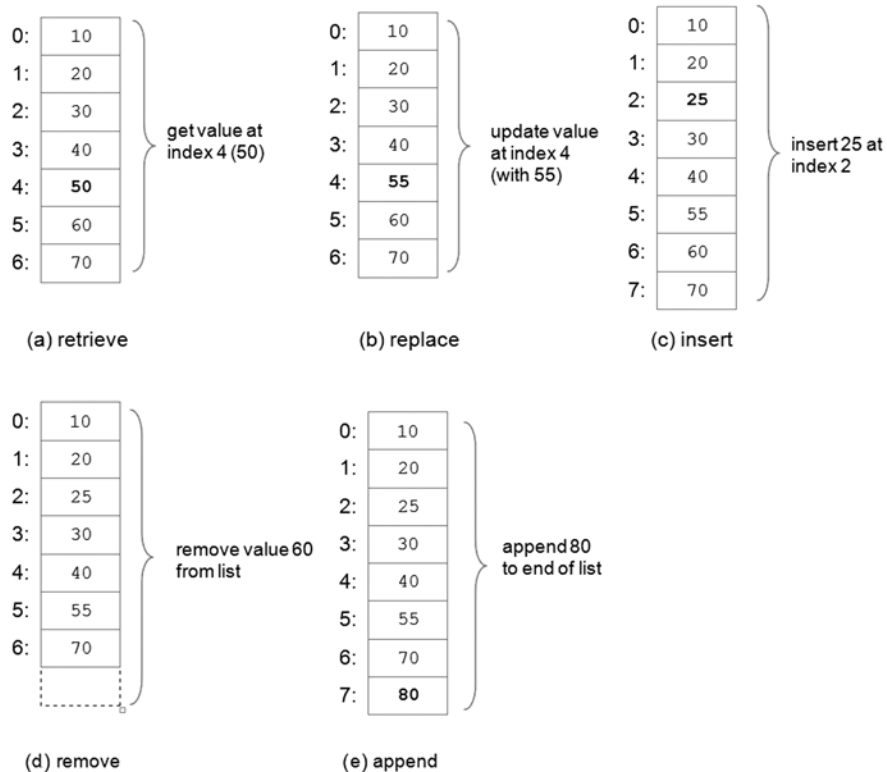 0: 10
1: 20
2: 30
3: 40
4: 50
5: 60
6: 70
get value at
index 4 (50)
(a) retrieve
0: 10
1: 20
2: 30
3: 40
4: 55
5: 60
6: 70
update value
at index 4
(with 55)
(b) replace
0: 10
1: 20
2: 25
3: 30
4: 40
5: 55
6: 60
7: 70
insert 25 at
index 2
(c) insert
0: 10
1: 20
2: 25
3: 30
4: 40
5: 55
6: 70
remove value 60
from list
(d) remove
0: 10
1: 20
2: 25
3: 30
4: 40
5: 55
6: 70
7: 80
append 80
to end of list
(e) append